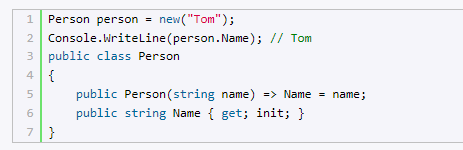 1 Person person = new("Tom");
2 Console.WriteLine(person.Name); // Tom
3 public class Person
4 {
5     public Person(string name) => Name = name;
6     public string Name { get; init; }
7 }